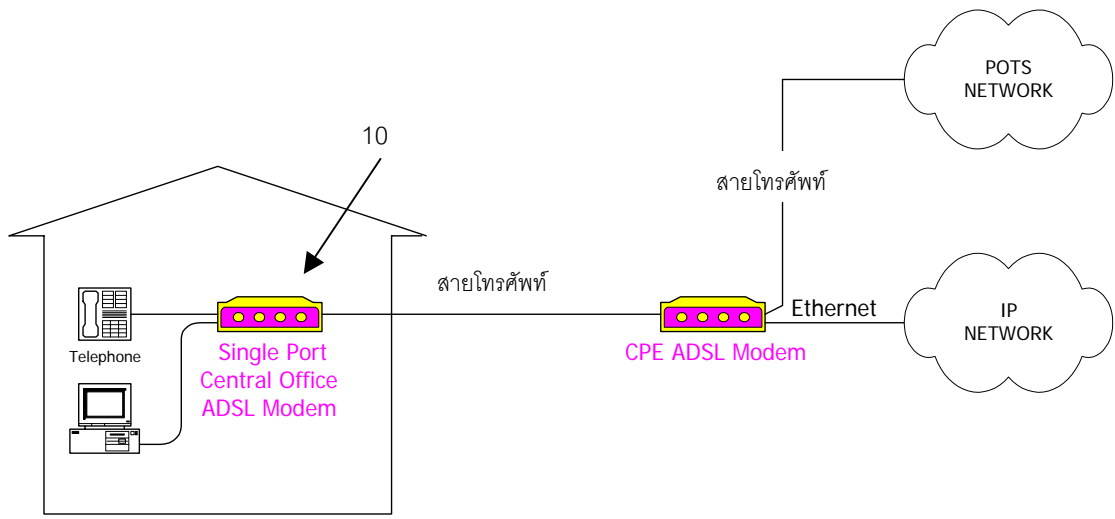 POTS
NETWORK
10
สายโทรศัพท์
สายโทรศัพท์
Ethernet
IP
NETWORK
Telephone
Single Port
Central Office
ADSL Modem
CPE ADSL Modem